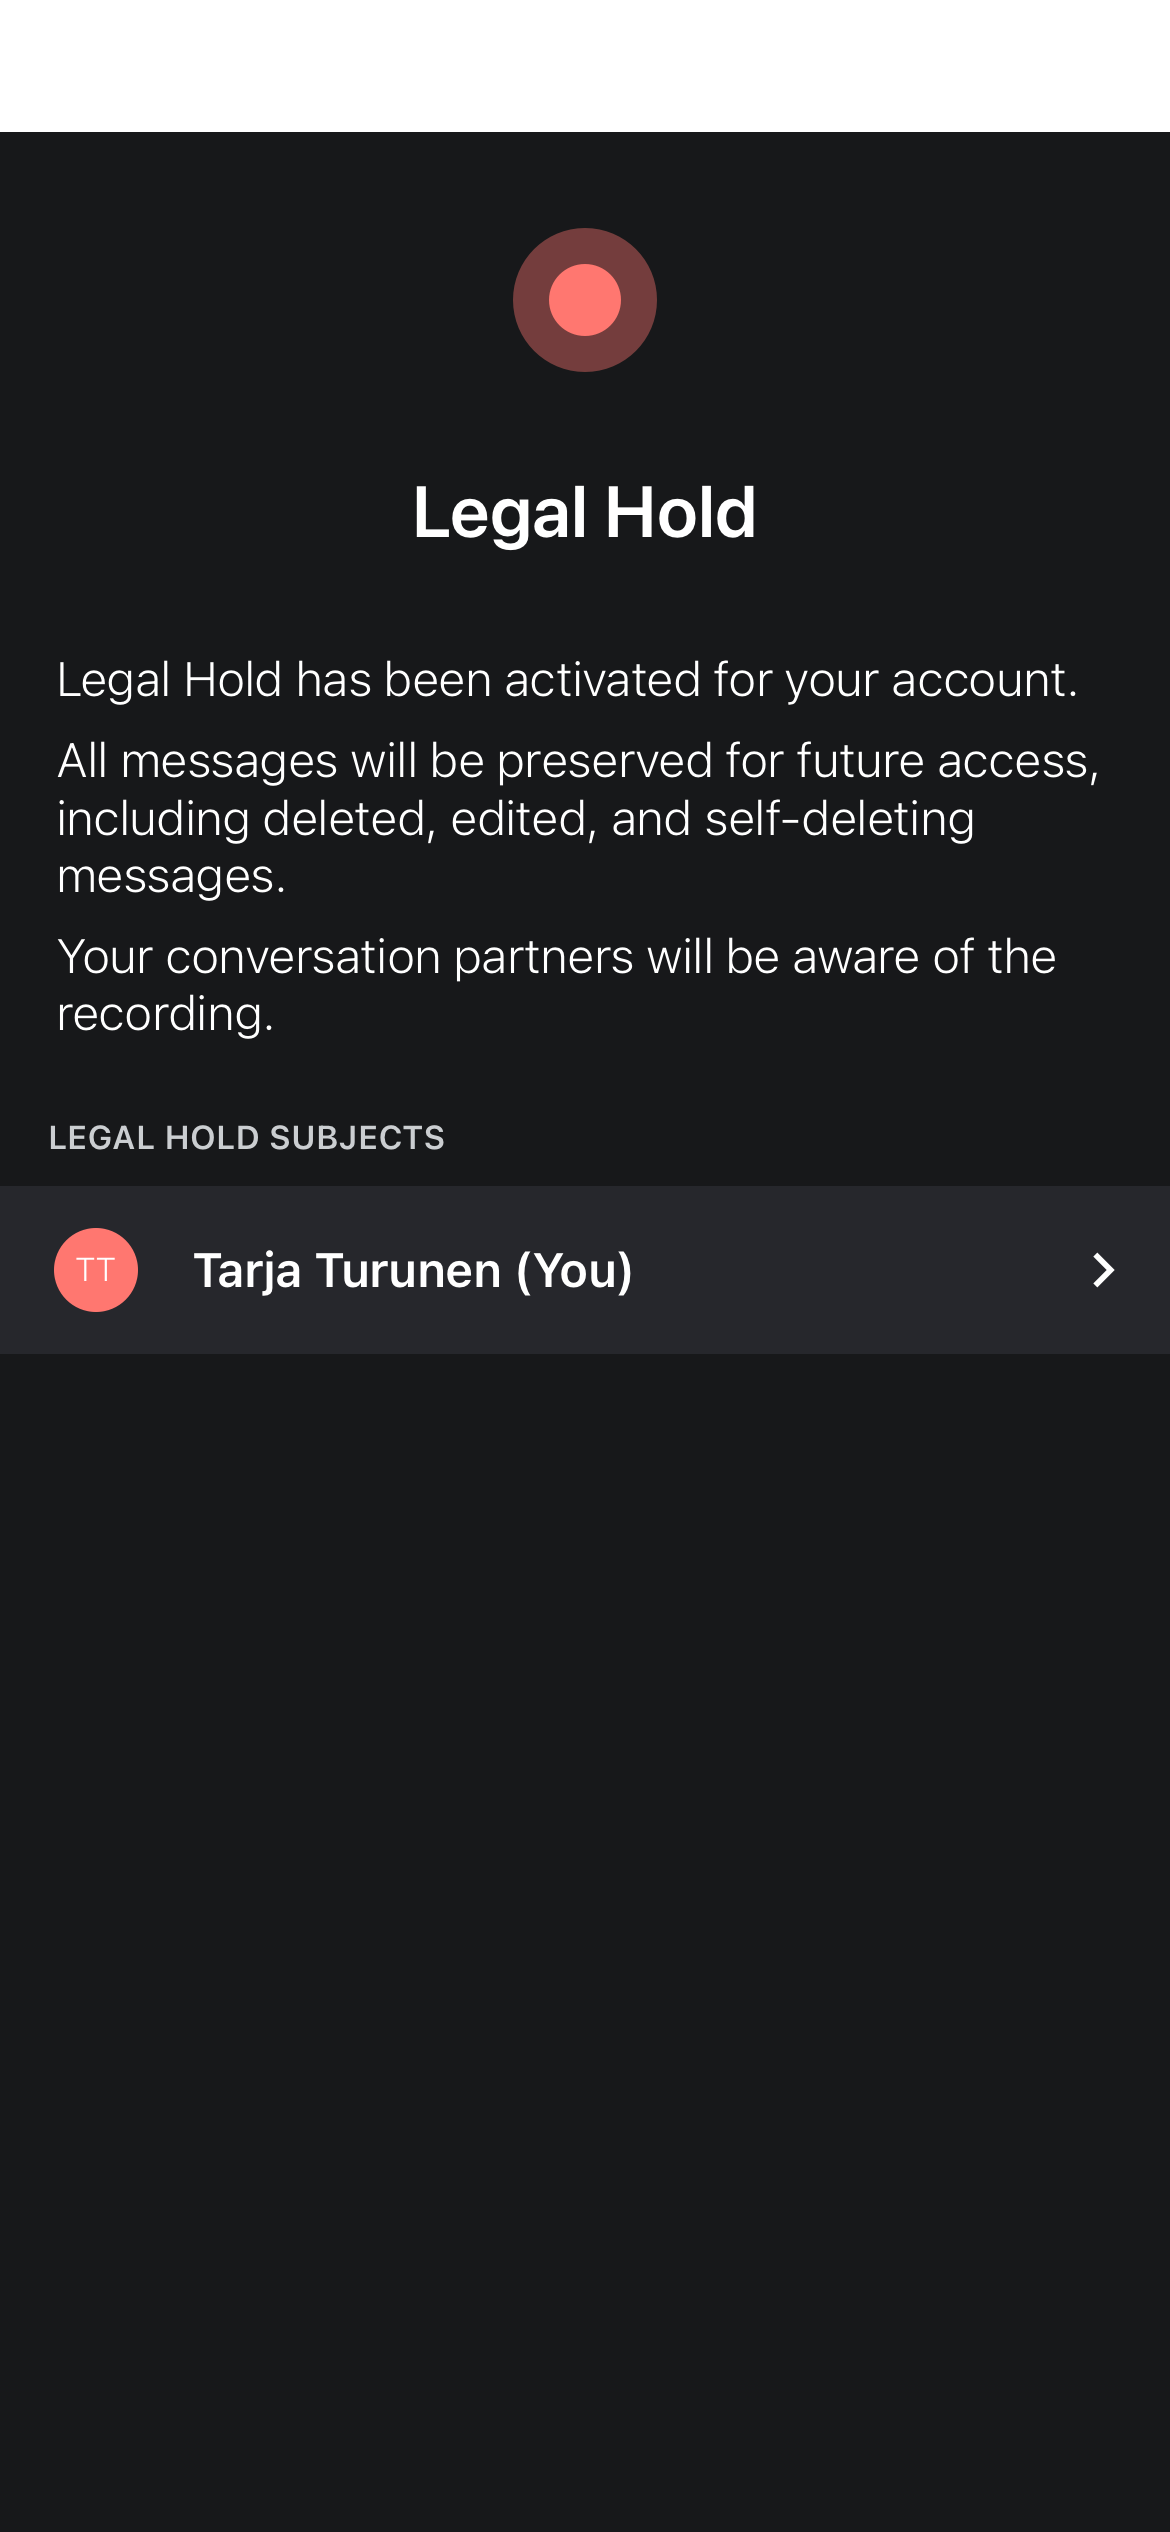 Legal Hold
Legal Hold has been activated for your account.
All messages will be preserved for future access,
including deleted, edited, and self-deleting
messages.
Your conversation partners will be aware of the
recording.
LEGAL HOLD SUBJECTS
TT
Tarja Turunen (You)